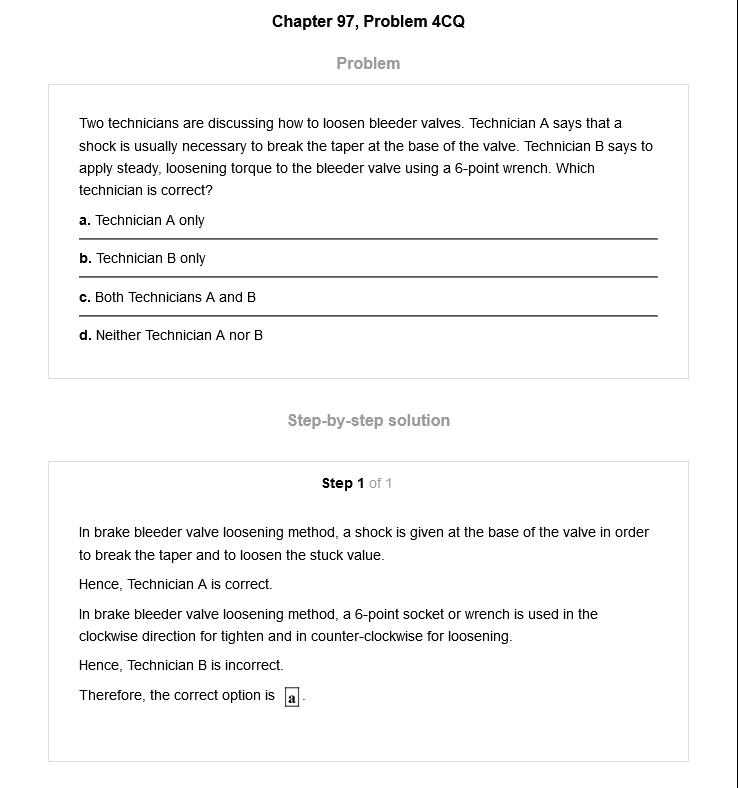 Chapter 97, Problem 4CQ
Problem
Two technicians are discussing how to loosen bleeder valves. Technician A says that a
shock is usually necessary to break the taper at the base of the valve. Technician B says to
apply steady, loosening torque to the bleeder valve using a 6-point wrench. Which
technician is correct?
a. Technician A only
b. Technician B only
c. Both Technicians A and B
d. Neither Technician A nor B
Step-by-step solution
Step 1 of 1
In brake bleeder valve loosening method, a shock is given at the base of the valve in order
to break the taper and to loosen the stuck value.
Hence, Technician A is correct.
In brake bleeder valve loosening method, a 6-point socket or wrench is used in the
clockwise direction for tighten and in counter-clockwise for loosening.
Hence, Technician B is incorrect.
Therefore, the correct option is a.